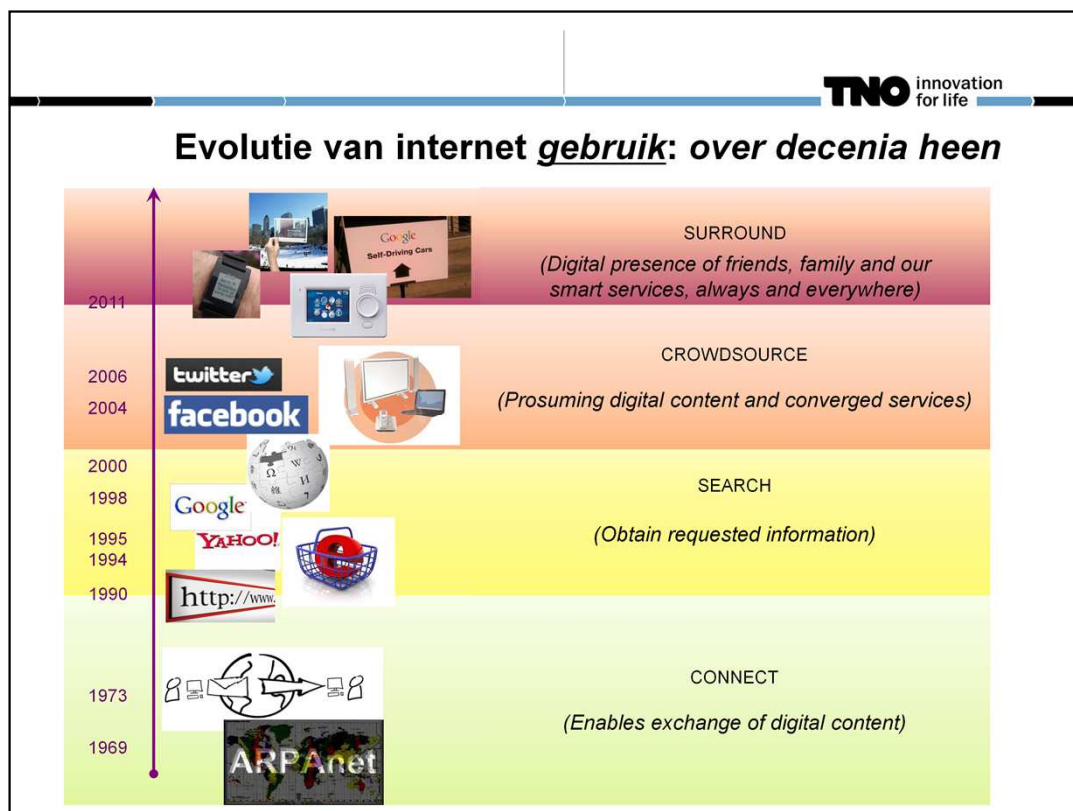 TNO innovation
for life
Evolutie van internet gebruik: over decenia heen
SURROUND
(Digital presence of friends, family and our
smart services, always and everywhere)
Google
Self-Driving Cars
2011
CROWDSOURCE
(Prosuming digital content and converged services)
2006
twitter
2004
facebook
2000
Ω W И
1998
Google
SEARCH
(Obtain requested information)
1995
YAHOO!
1994
1990
http://www.
CONNECT
(Enables exchange of digital content)
1973
1969
ARPAnet